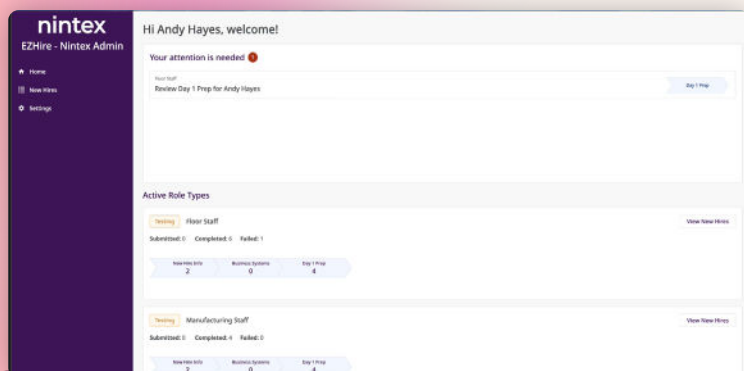 nintex
EZHire - Nintex Admin
Home
New Hires
Settings
Hi Andy Hayes, welcome!
Your attention is needed
Floor Staff
Review Day 1 Prep for Andy Hayes
Day 1 Prep
Active Role Types
Testing Floor Staff View New Hires
Submitted: 0 Completed: 6 Failed: 1
New Hire Info Business Systems Day 1 Prep
2 0 4
Testing Manufacturing Staff View New Hires
Submitted: 0 Completed: 4 Failed: 0
New Hire Info Business Systems Day 1 Prep
2 0 4